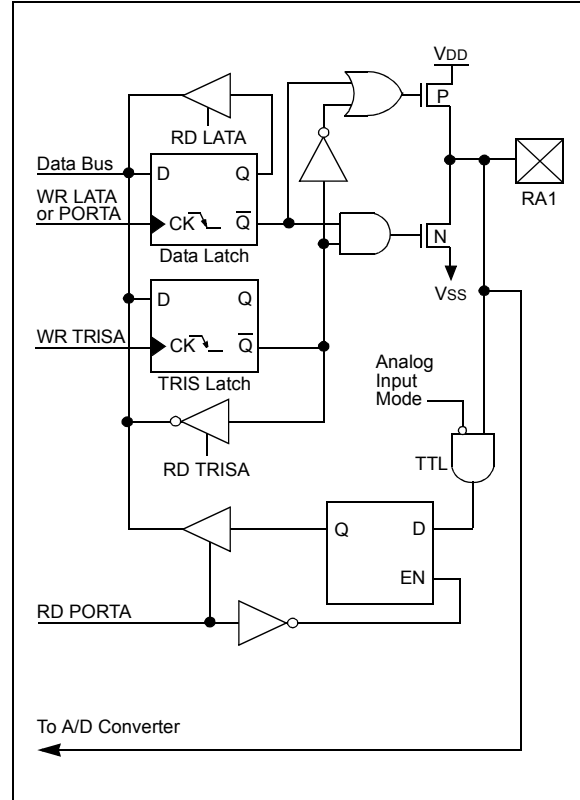 VDD
P
RD LATA
Data Bus
D Q
RA1
WR LATA
or PORTA
CK Q
N
Data Latch
VSS
D Q
WR TRISA
CK Q
TRIS Latch
Analog
Input
Mode
TTL
RD TRISA
Q D
EN
RD PORTA
To A/D Converter